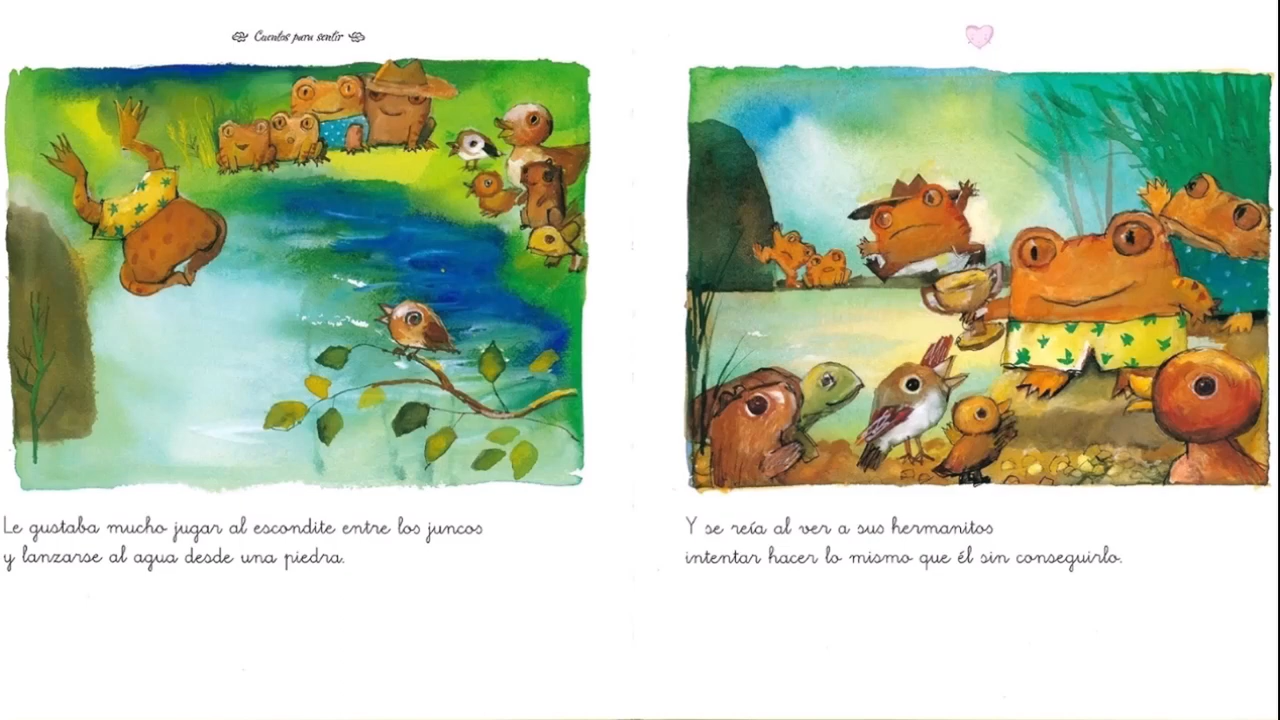 Cuentos para sentir
Le gustaba mucho jugar al escondite entre los juncos
y lanzarse al agua desde una piedra.
Y se reía al ver a sus hermanitos
intentar hacer lo mismo que él sin conseguirlo.